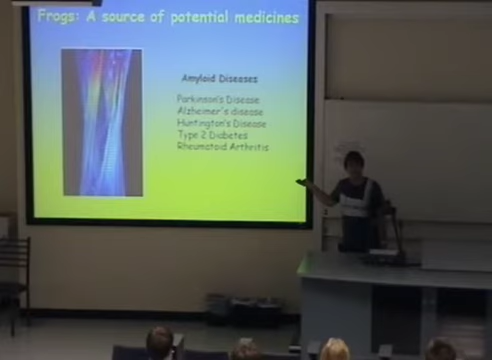 Frogs: A source of potential medicines
Amyloid Diseases
Parkinson's Disease
Alzheimer's disease
Huntington's Disease
Type 2 Diabetes
Rheumatoid Arthritis